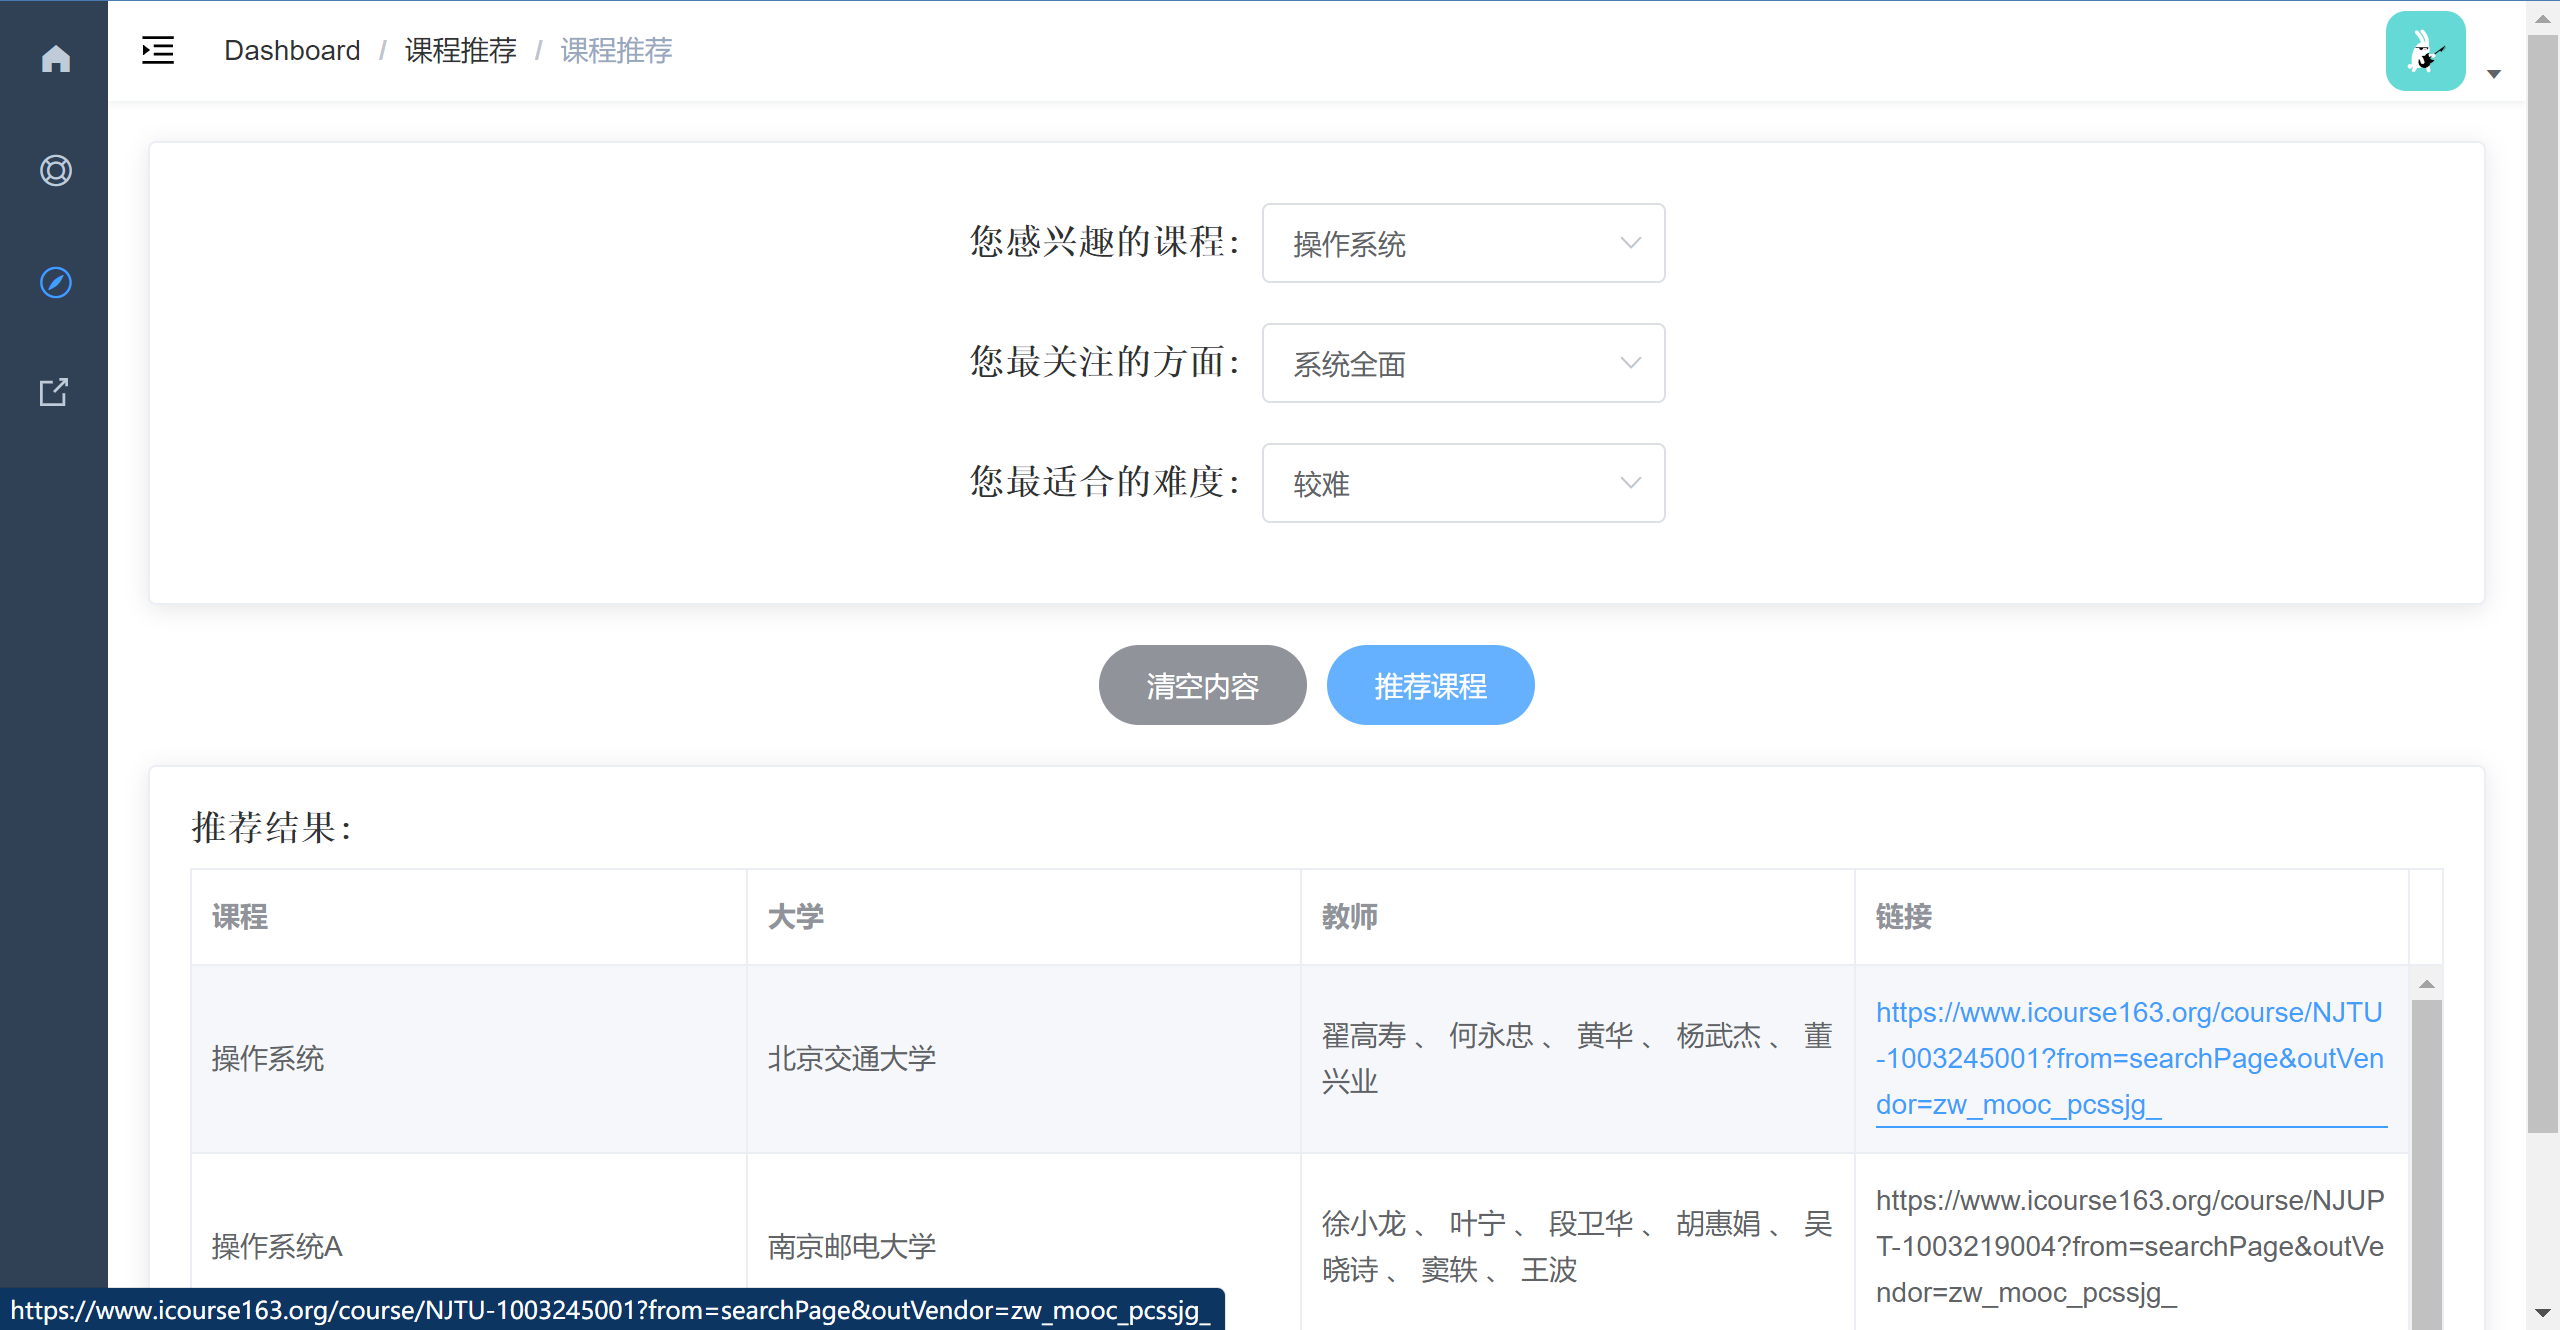 Dashboard / 课程推荐 / 课程推荐
您感兴趣的课程： 操作系统
您最关注的方面： 系统全面
您最适合的难度： 较难
清空内容 推荐课程
推荐结果：
课程 大学 教师 链接
操作系统 北京交通大学
翟高寿 、 何永忠 、 黄华 、 杨武杰 、 董
兴业
https://www.icourse163.org/course/NJTU
-1003245001?from=searchPage&outVen
dor=zw_mooc_pcssjg_
操作系统A 南京邮电大学
徐小龙 、 叶宁 、 段卫华 、 胡惠娟 、 吴
晓诗 、 窦轶 、 王波
https://www.icourse163.org/course/NJUP
T-1003219004?from=searchPage&outVe
ndor=zw_mooc_pcssjg_
https://www.icourse163.org/course/NJTU-1003245001?from=searchPage&outVendor=zw_mooc_pcssjg_